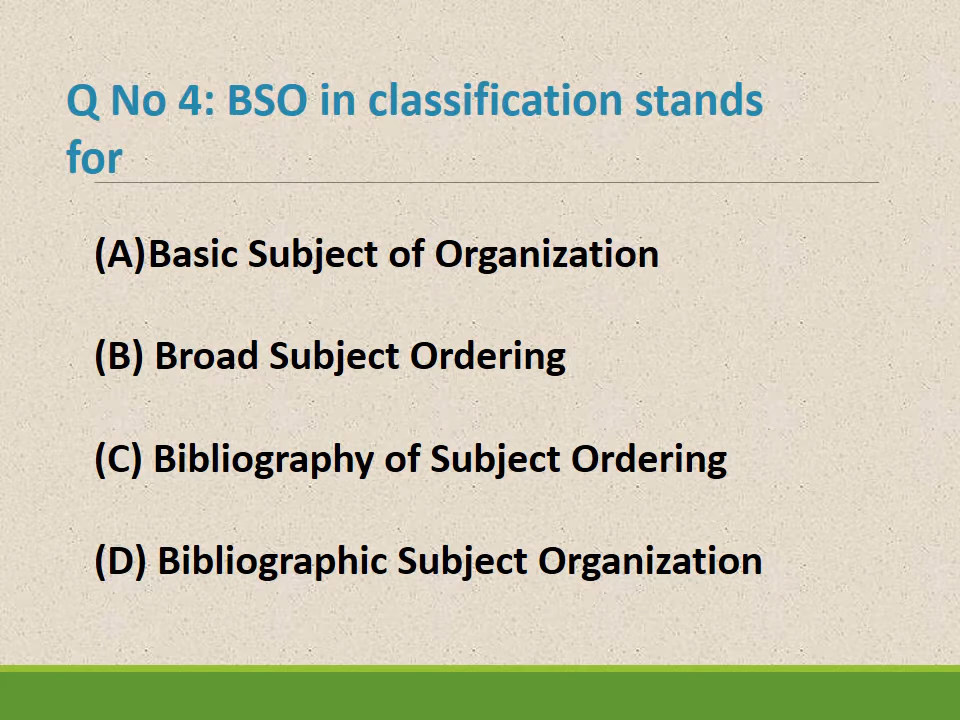 Q No 4: BSO in classification stands
for
(A)Basic Subject of Organization
(B) Broad Subject Ordering
(C) Bibliography of Subject Ordering
(D) Bibliographic Subject Organization